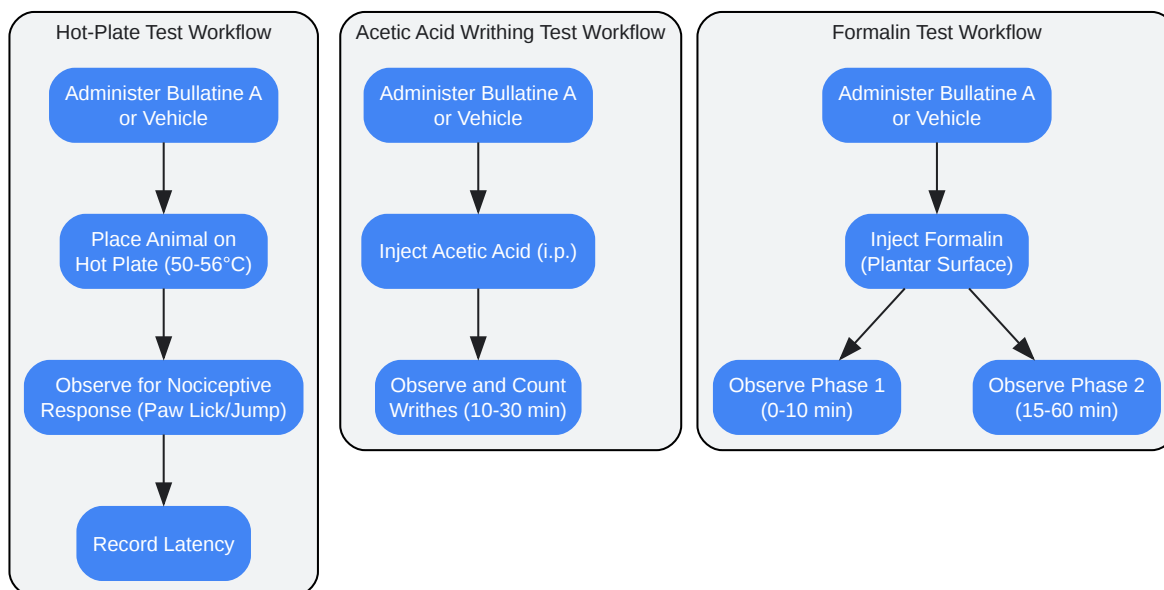 Hot-Plate Test Workflow
Administer Bullatine A
or Vehicle
Place Animal on
Hot Plate (50-56°C)
Observe for Nociceptive
Response (Paw Lick/Jump)
Record Latency
Acetic Acid Writhing Test Workflow
Administer Bullatine A
or Vehicle
Inject Acetic Acid (i.p.)
Observe and Count
Writhes (10-30 min)
Formalin Test Workflow
Administer Bullatine A
or Vehicle
Inject Formalin
(Plantar Surface)
Observe Phase 1
(0-10 min)
Observe Phase 2
(15-60 min)